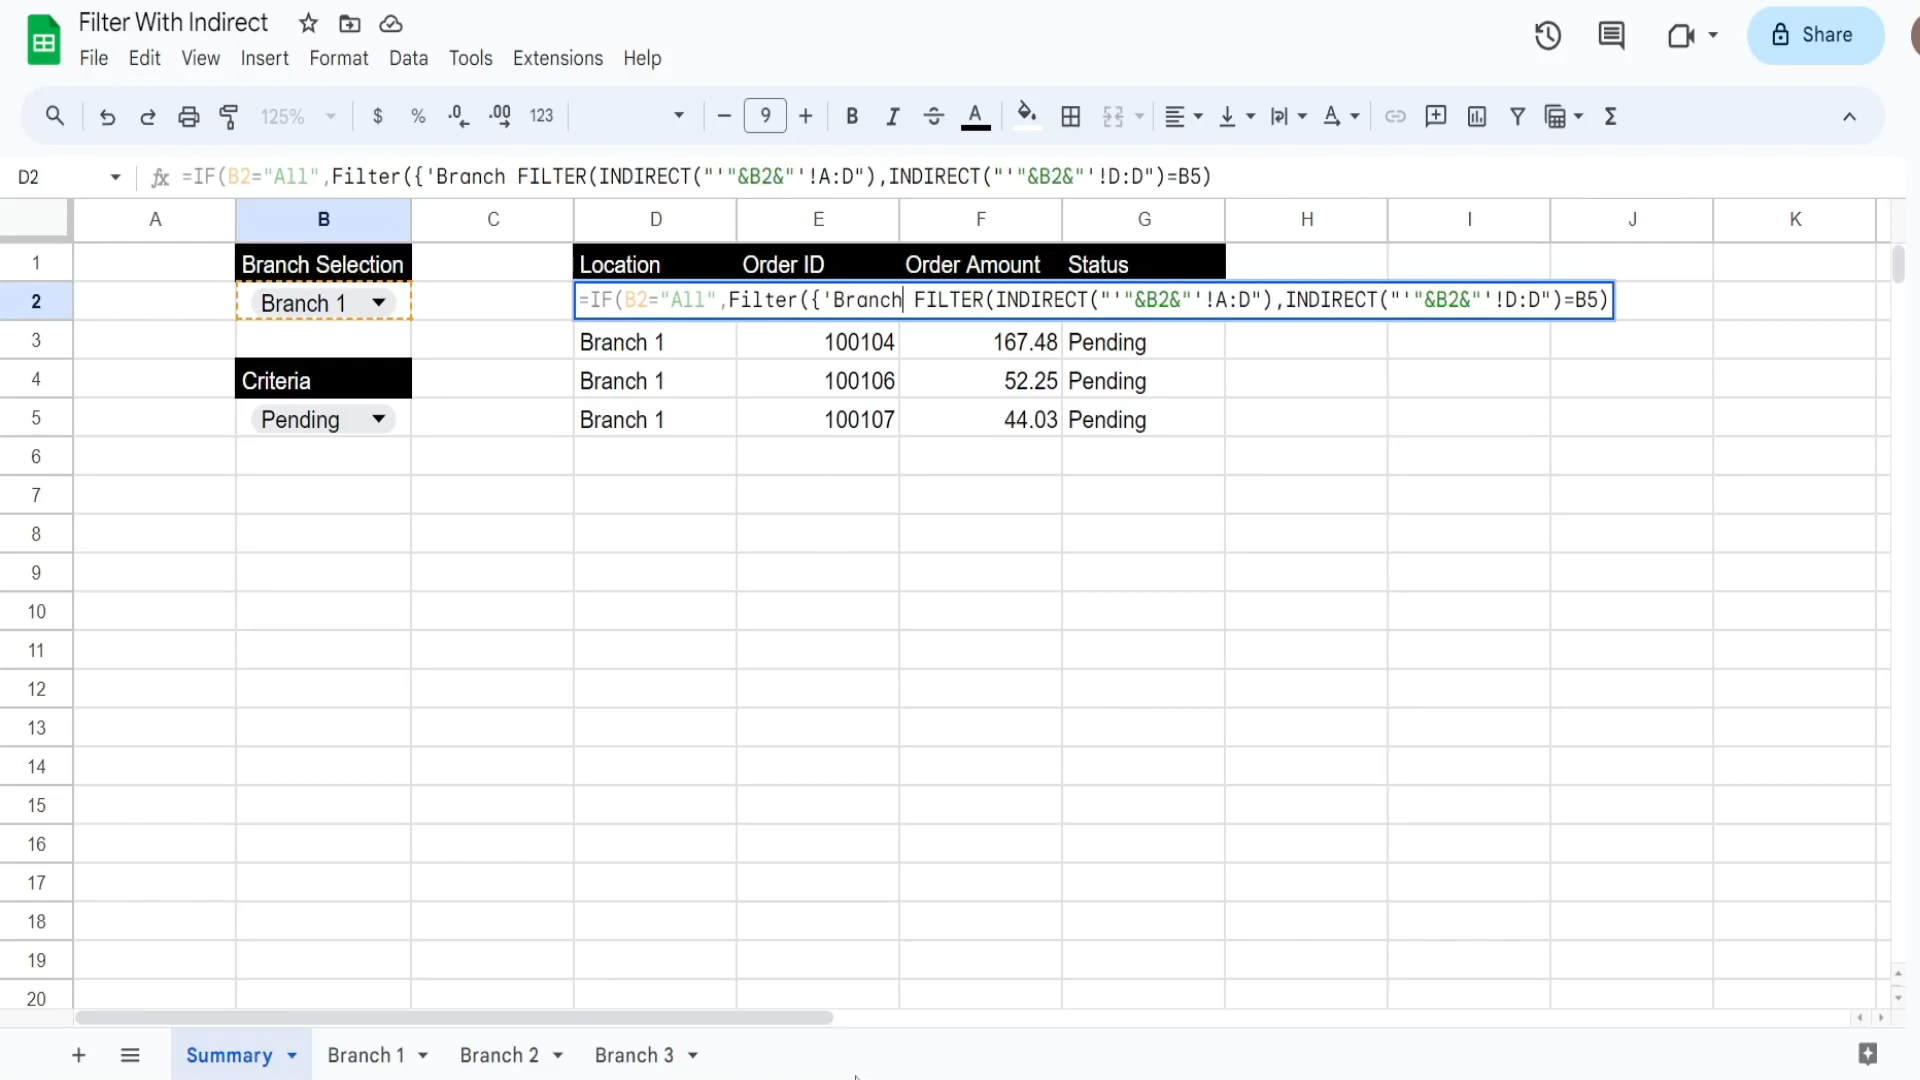 Filter With Indirect
File Edit View Insert Format Data Tools Extensions Help
Share
125% $ % .0 .00 123 9 B I A
D2 fx =IF(B2="All",Filter({'Branch FILTER(INDIRECT("'"&B2&"'!A:D"),INDIRECT("'"&B2&"'!D:D")=B5)
A B C D E F G H I J K
1 Branch Selection Location Order ID Order Amount Status
2 Branch 1 =IF(B2="All",Filter({'Branch FILTER(INDIRECT("'"&B2&"'!A:D"),INDIRECT("'"&B2&"'!D:D")=B5)
3 Branch 1 100104 167.48 Pending
4 Criteria Branch 1 100106 52.25 Pending
5 Pending Branch 1 100107 44.03 Pending
6
7
8
9
10
11
12
13
14
15
16
17
18
19
20
+ Summary Branch 1 Branch 2 Branch 3